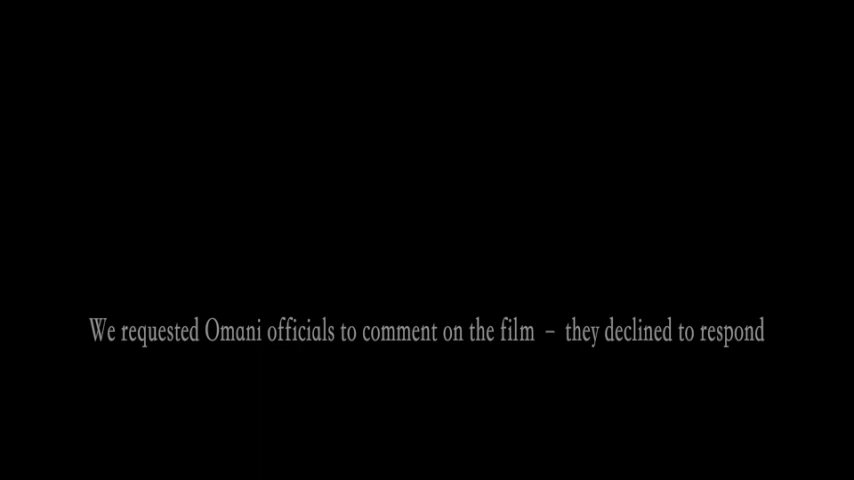 We requested Omani officials to comment on the film – they declined to respond